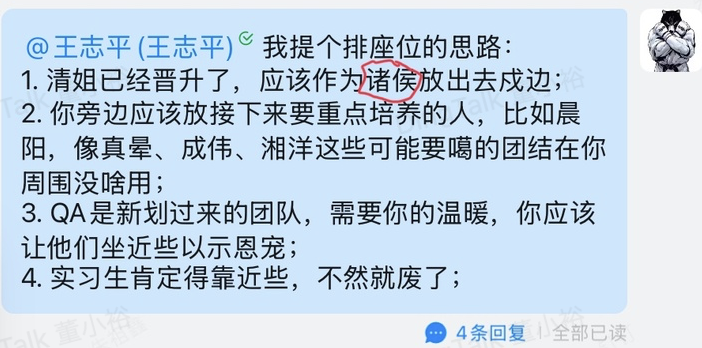 @王志平 (王志平) 我提个排座位的思路：
1. 清姐已经晋升了，应该作为诸侯放出去戍边；
2. 你旁边应该放接下来要重点培养的人，比如晨
阳，像真晕、成伟、湘洋这些可能要噶的团结在你
周围没啥用；
3. QA是新划过来的团队，需要你的温暖，你应该
让他们坐近些以示恩宠；
4. 实习生肯定得靠近些，不然就废了；
4条回复 全部已读
Talk 董小裕